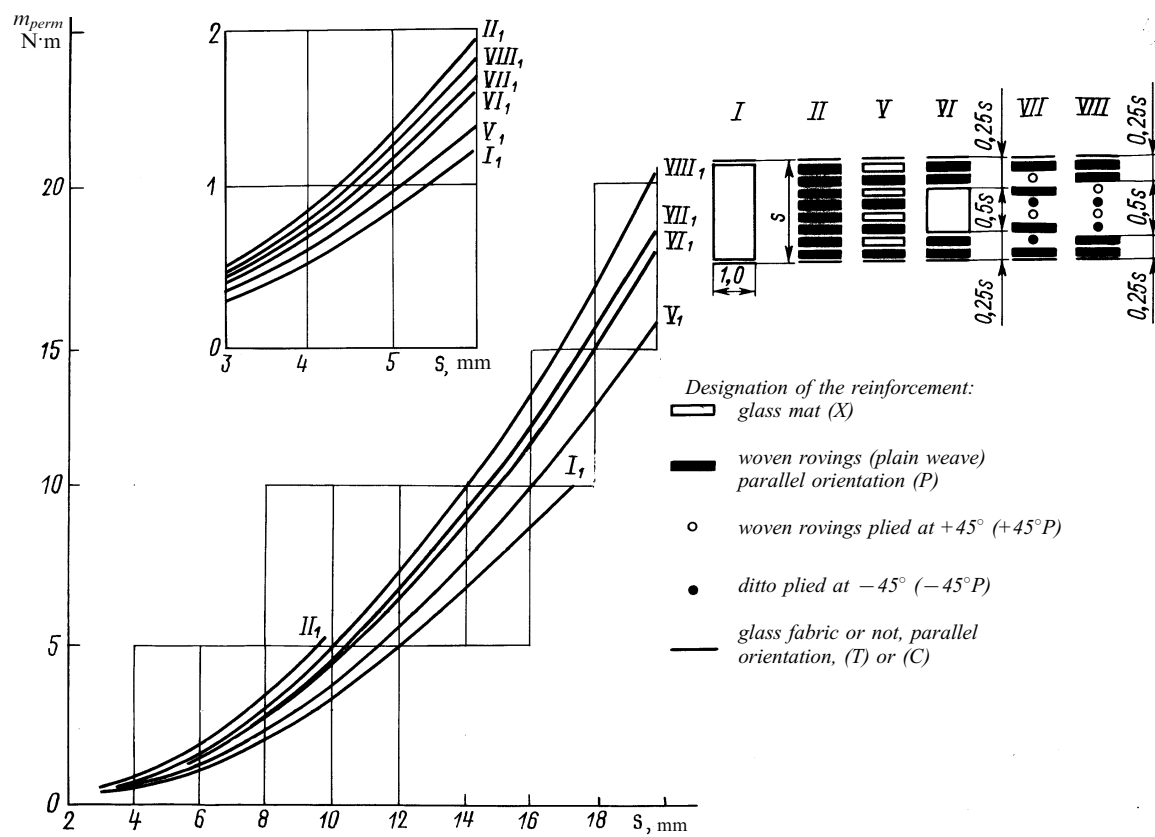 m_perm
N·m
20
15
10
5
0
2
4
6
8
10
12
14
16
18
s, mm
2
1
0
3
4
5
s, mm
II₁
VIII₁
VII₁
VI₁
V₁
I₁
VIII₁
VII₁
VI₁
V₁
I₁
II₁
I
II
V
VI
VII
VIII
s
1,0
0,25s
0,5s
0,25s
0,25s
0,5s
0,25s
Designation of the reinforcement:
glass mat (X)
woven rovings (plain weave)
parallel orientation (P)
woven rovings plied at +45° (+45°P)
ditto plied at −45° (−45°P)
glass fabric or not, parallel
orientation, (T) or (C)